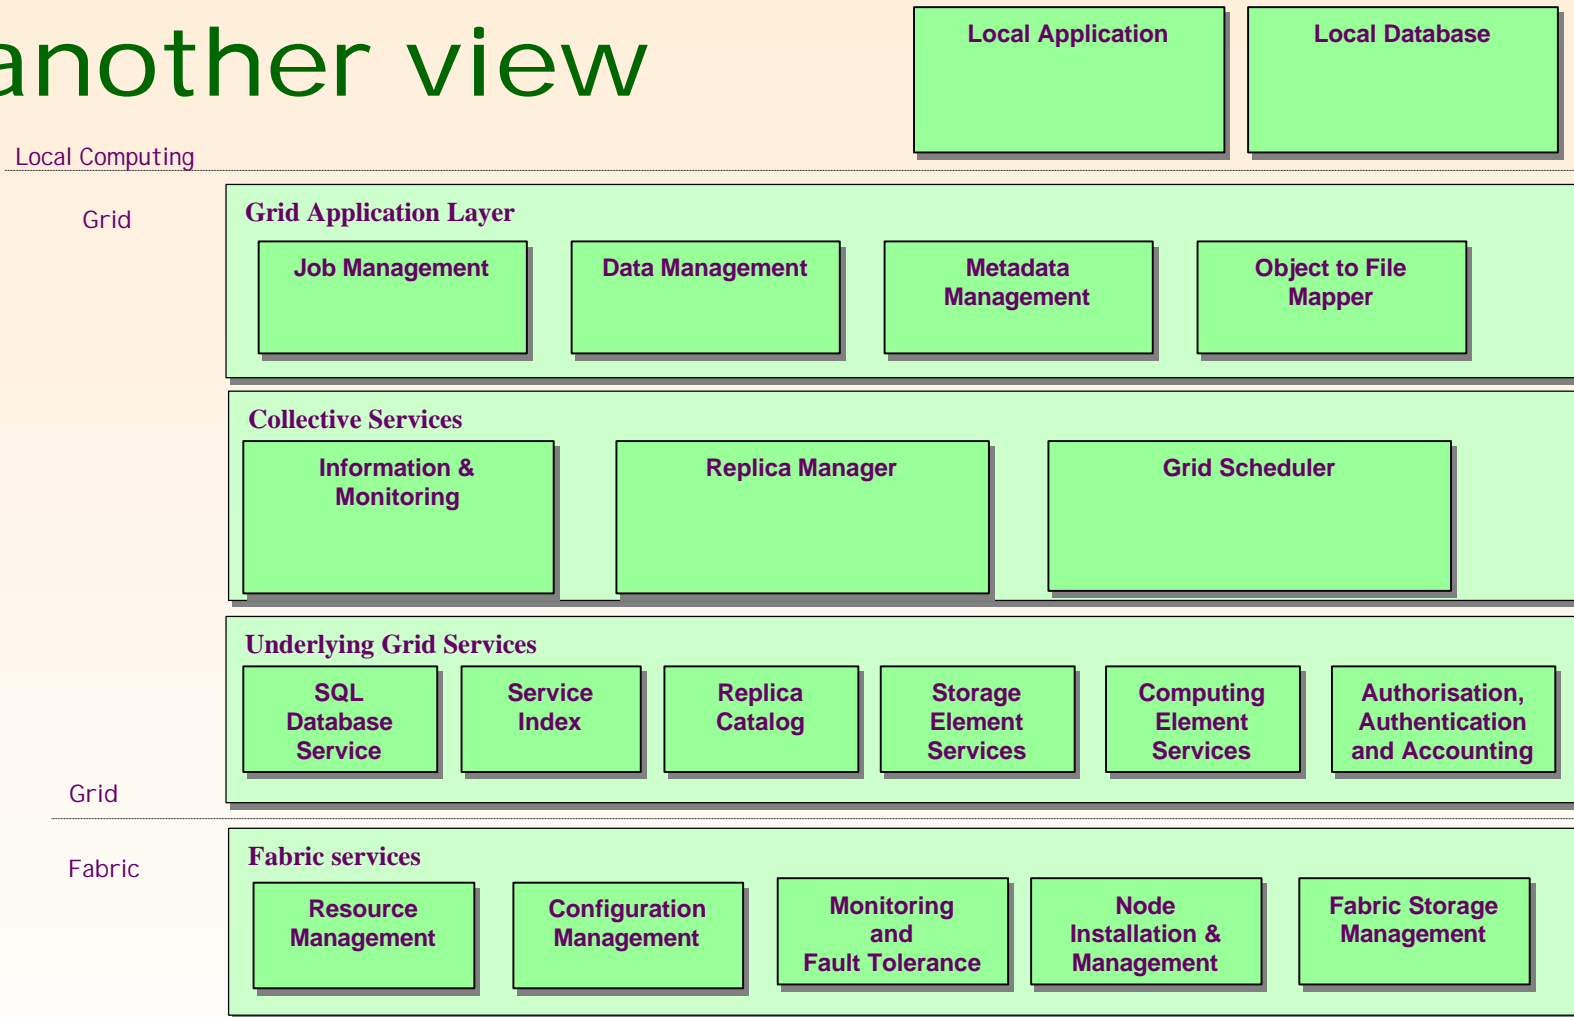 another view
Local Application
Local Database
Local Computing
Grid
Grid Application Layer
Job Management
Data Management
Metadata
Management
Object to File
Mapper
Collective Services
Information &
Monitoring
Replica Manager
Grid Scheduler
Underlying Grid Services
SQL
Database
Service
Service
Index
Replica
Catalog
Storage
Element
Services
Computing
Element
Services
Authorisation,
Authentication
and Accounting
Grid
Fabric
Fabric services
Resource
Management
Configuration
Management
Monitoring
and
Fault Tolerance
Node
Installation &
Management
Fabric Storage
Management